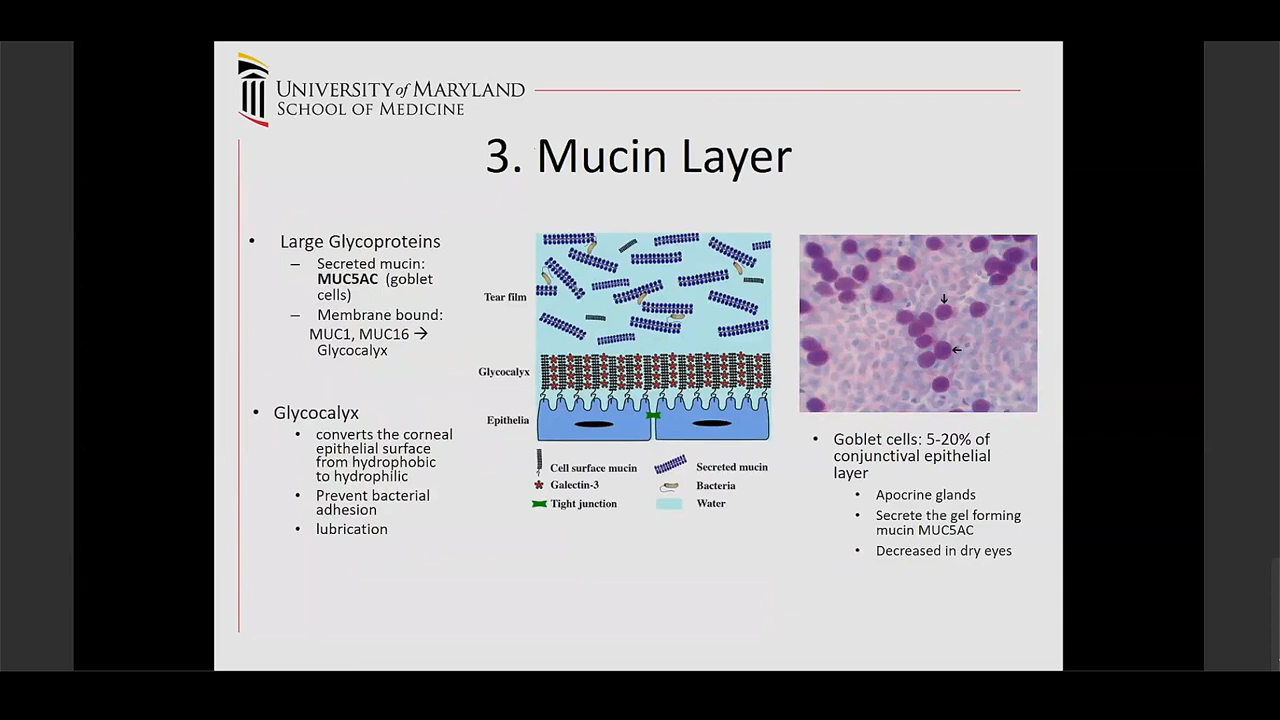 UNIVERSITY of MARYLAND
SCHOOL OF MEDICINE
3. Mucin Layer
• Large Glycoproteins
– Secreted mucin:
MUC5AC (goblet
cells)
– Membrane bound:
MUC1, MUC16 →
Glycocalyx
• Glycocalyx
• converts the corneal
epithelial surface
from hydrophobic
to hydrophilic
• Prevent bacterial
adhesion
• lubrication
Tear film
Glycocalyx
Epithelia
Cell surface mucin
Secreted mucin
Galectin-3
Bacteria
Tight junction
Water
• Goblet cells: 5-20% of
conjunctival epithelial
layer
• Apocrine glands
• Secrete the gel forming
mucin MUC5AC
• Decreased in dry eyes